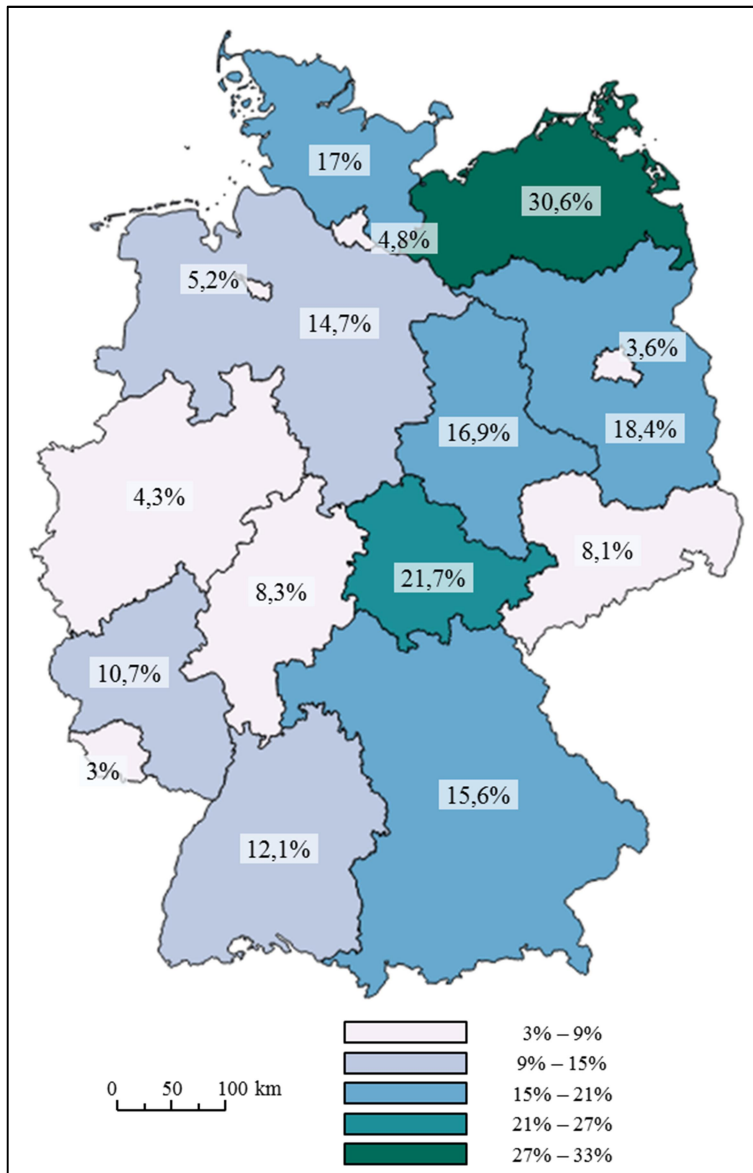 17%
30,6%
4,8%
5,2%
14,7%
3,6%
16,9%
18,4%
4,3%
8,1%
21,7%
8,3%
10,7%
3%
15,6%
12,1%
3% – 9%
9% – 15%
0 50 100 km
15% – 21%
21% – 27%
27% – 33%